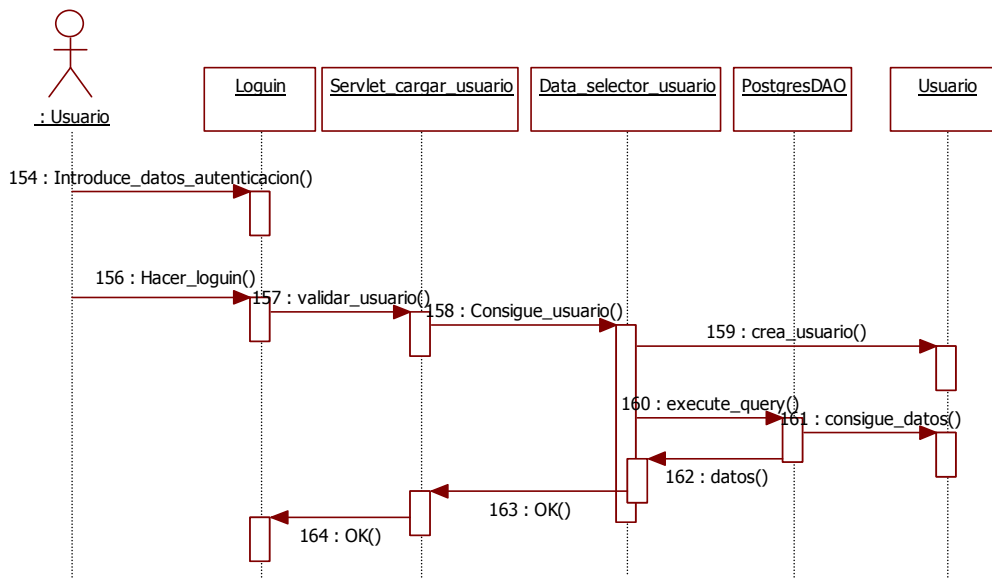 : Usuario
Loquin
Servlet_cargar_usuario
Data_selector_usuario
PostgresDAO
Usuario
154 : Introduce_datos_autenticacion()
156 : Hacer_loguin()
157 : validar_usuario()
158 : Consigue_usuario()
159 : crea_usuario()
160 : execute_query()
161 : consigue_datos()
162 : datos()
163 : OK()
164 : OK()